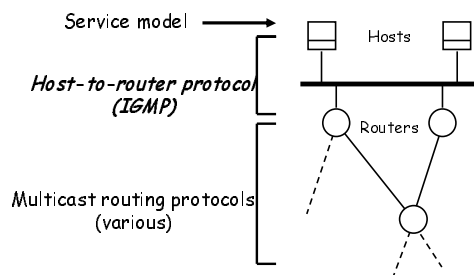 Service model
Hosts
Host-to-router protocol
(IGMP)
Routers
Multicast routing protocols
(various)